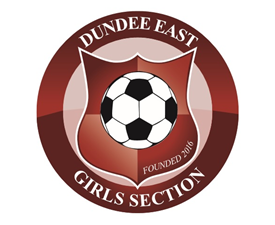 DUNDEE EAST
FOUNDED 2016
GIRLS SECTION